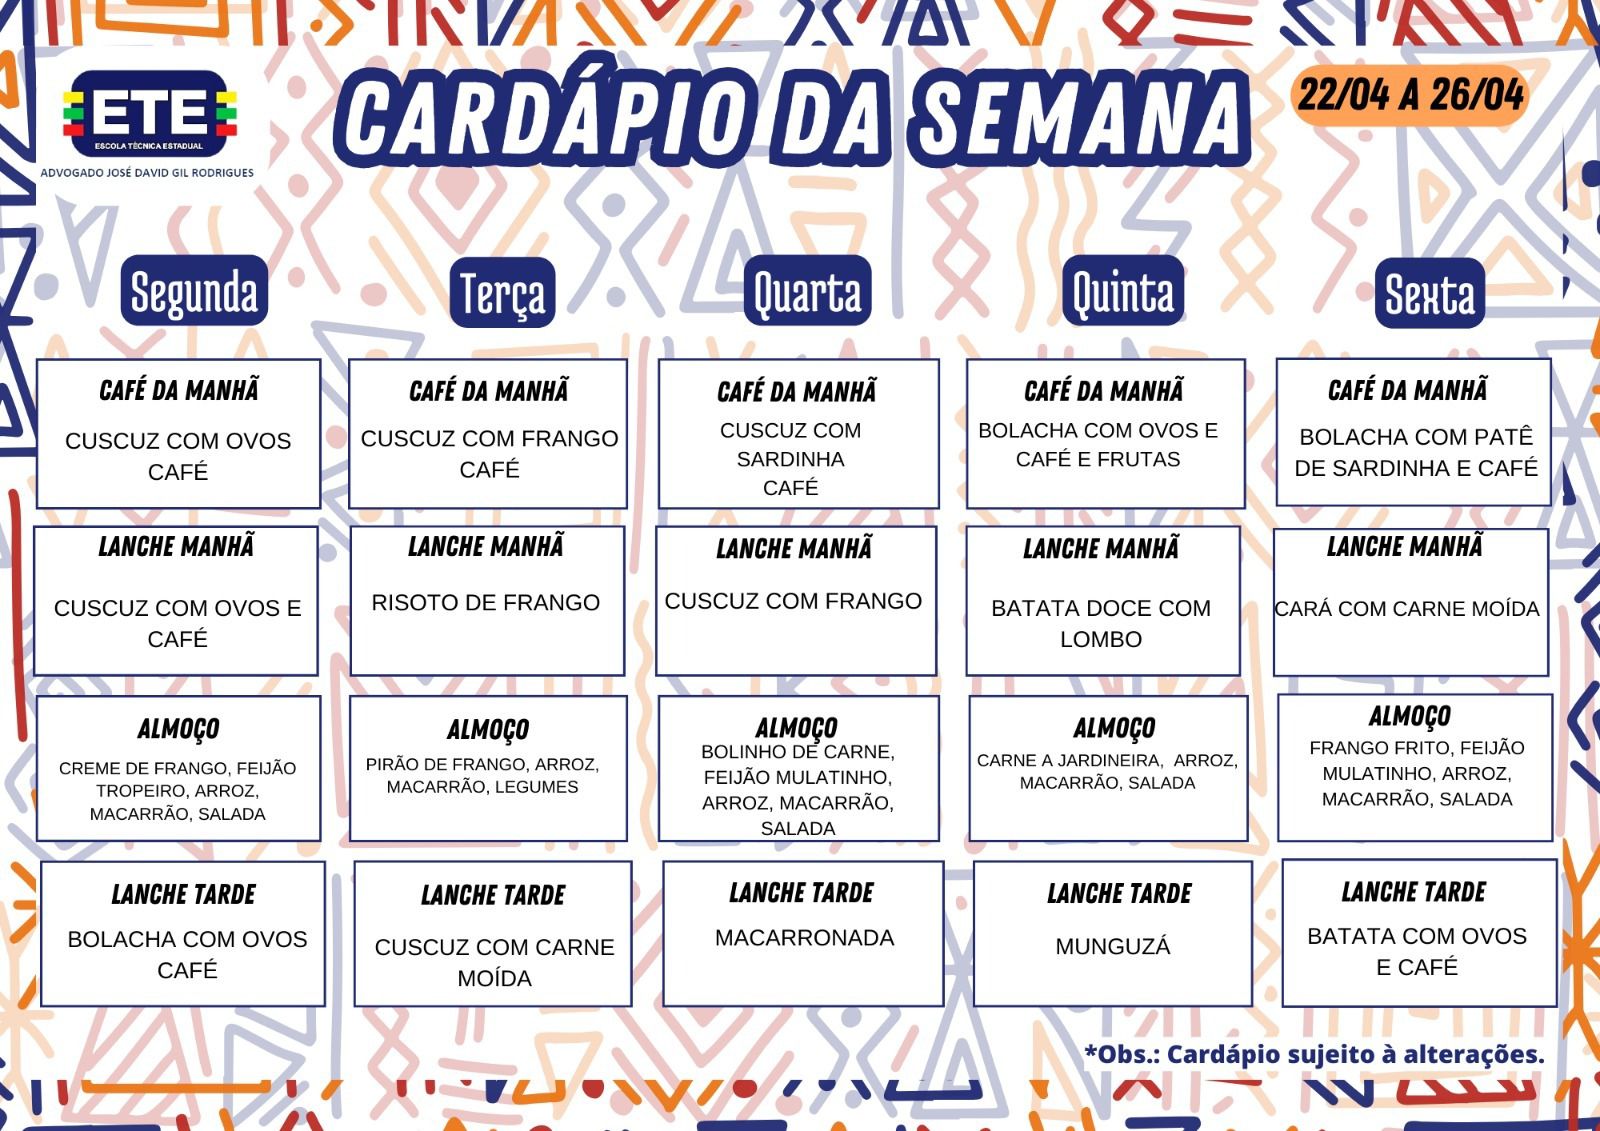 ETE
ESCOLA TÉCNICA ESTADUAL
ADVOGADO JOSÉ DAVID GIL RODRIGUES
CARDÁPIO DA SEMANA
22/04 A 26/04
Segunda
Terça
Quarta
Quinta
Sexta
CAFÉ DA MANHÃ
CUSCUZ COM OVOS
CAFÉ
CAFÉ DA MANHÃ
CUSCUZ COM FRANGO
CAFÉ
CAFÉ DA MANHÃ
CUSCUZ COM
SARDINHA
CAFÉ
CAFÉ DA MANHÃ
BOLACHA COM OVOS E
CAFÉ E FRUTAS
CAFÉ DA MANHÃ
BOLACHA COM PATÊ
DE SARDINHA E CAFÉ
LANCHE MANHÃ
CUSCUZ COM OVOS E
CAFÉ
LANCHE MANHÃ
RISOTO DE FRANGO
LANCHE MANHÃ
CUSCUZ COM FRANGO
LANCHE MANHÃ
BATATA DOCE COM
LOMBO
LANCHE MANHÃ
CARÁ COM CARNE MOÍDA
ALMOÇO
CREME DE FRANGO, FEIJÃO
TROPEIRO, ARROZ,
MACARRÃO, SALADA
ALMOÇO
PIRÃO DE FRANGO, ARROZ,
MACARRÃO, LEGUMES
ALMOÇO
BOLINHO DE CARNE,
FEIJÃO MULATINHO,
ARROZ, MACARRÃO,
SALADA
ALMOÇO
CARNE A JARDINEIRA, ARROZ,
MACARRÃO, SALADA
ALMOÇO
FRANGO FRITO, FEIJÃO
MULATINHO, ARROZ,
MACARRÃO, SALADA
LANCHE TARDE
BOLACHA COM OVOS
CAFÉ
LANCHE TARDE
CUSCUZ COM CARNE
MOÍDA
LANCHE TARDE
MACARRONADA
LANCHE TARDE
MUNGUZÁ
LANCHE TARDE
BATATA COM OVOS
E CAFÉ
*Obs.: Cardápio sujeito à alterações.